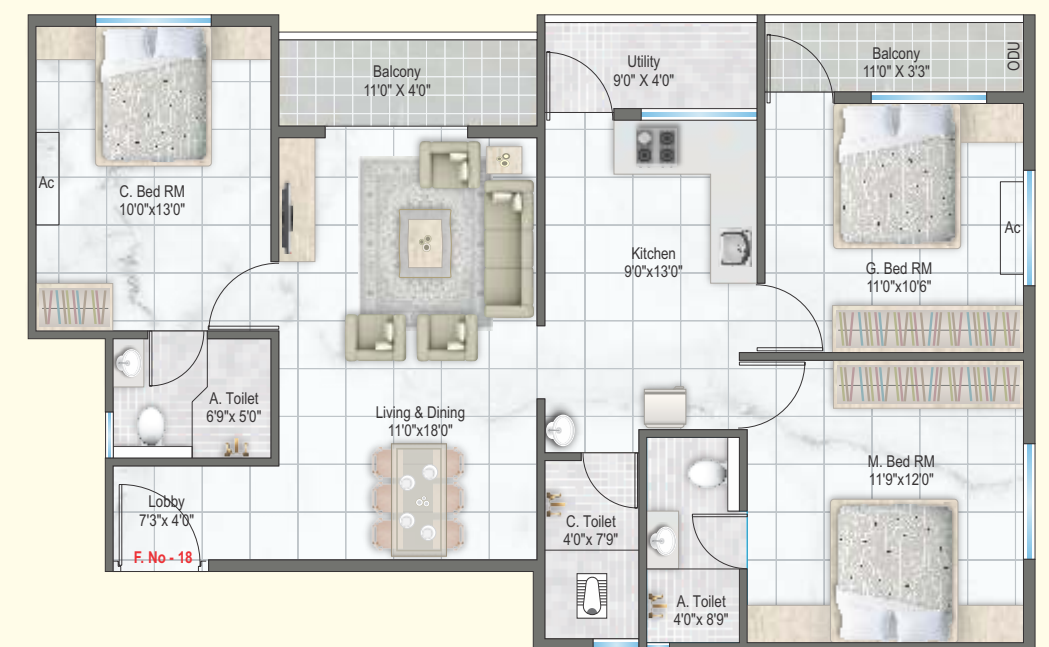 Balcony
11'0" X 4'0"
Utility
9'0" X 4'0"
Balcony
11'0" X 3'3"
ODU
Ac
C. Bed RM
10'0"x13'0"
Kitchen
9'0"x13'0"
Ac
G. Bed RM
11'0"x10'6"
A. Toilet
6'9"x 5'0"
Living & Dining
11'0"x18'0"
M. Bed RM
11'9"x12'0"
Lobby
7'3"x 4'0"
F. No - 18
C. Toilet
4'0"x 7'9"
A. Toilet
4'0"x 8'9"